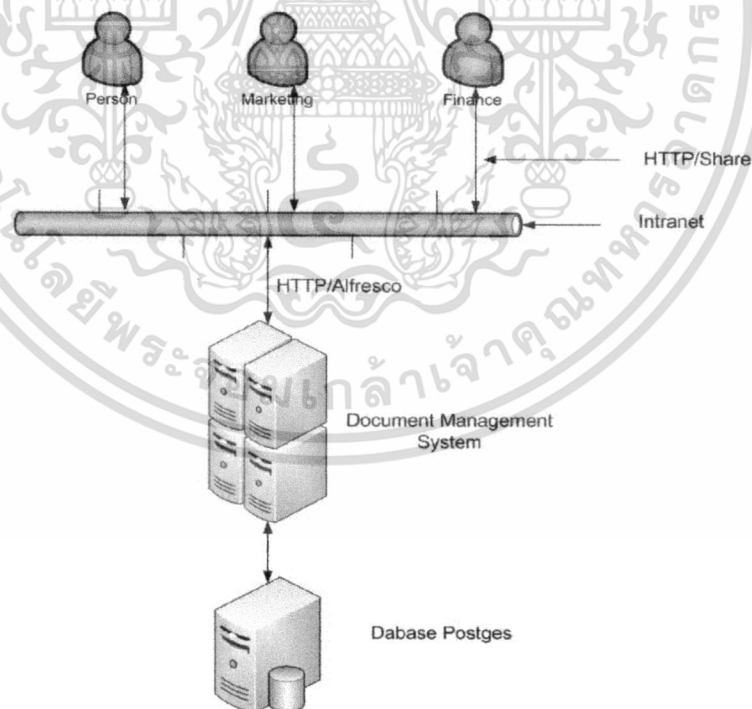 Person
Marketing
Finance
HTTP/Share
Intranet
HTTP/Alfresco
Document Management
System
Dabase Postges